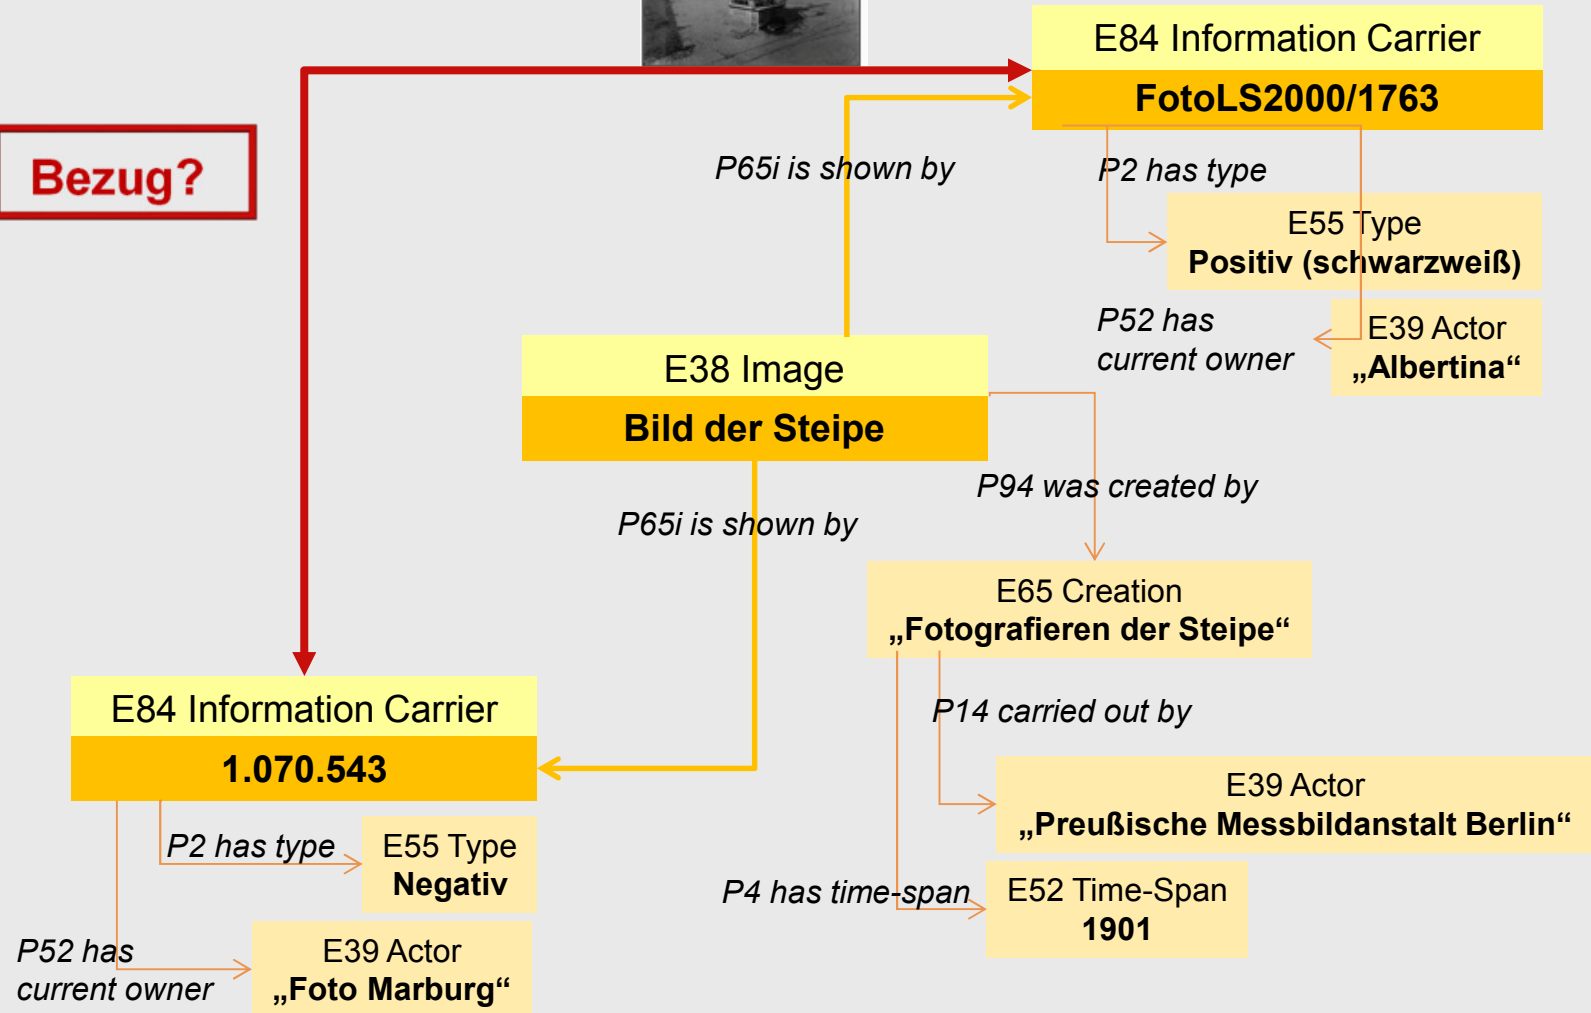 E84 Information Carrier
FotoLS2000/1763
Bezug?
P65i is shown by
P2 has type
E55 Type
Positiv (schwarzweiß)
P52 has
current owner
E39 Actor
„Albertina“
E38 Image
Bild der Steipe
P94 was created by
P65i is shown by
E65 Creation
„Fotografieren der Steipe“
P14 carried out by
E84 Information Carrier
1.070.543
E39 Actor
„Preußische Messbildanstalt Berlin“
P2 has type
E55 Type
Negativ
P4 has time-span
E52 Time-Span
1901
P52 has
current owner
E39 Actor
„Foto Marburg“